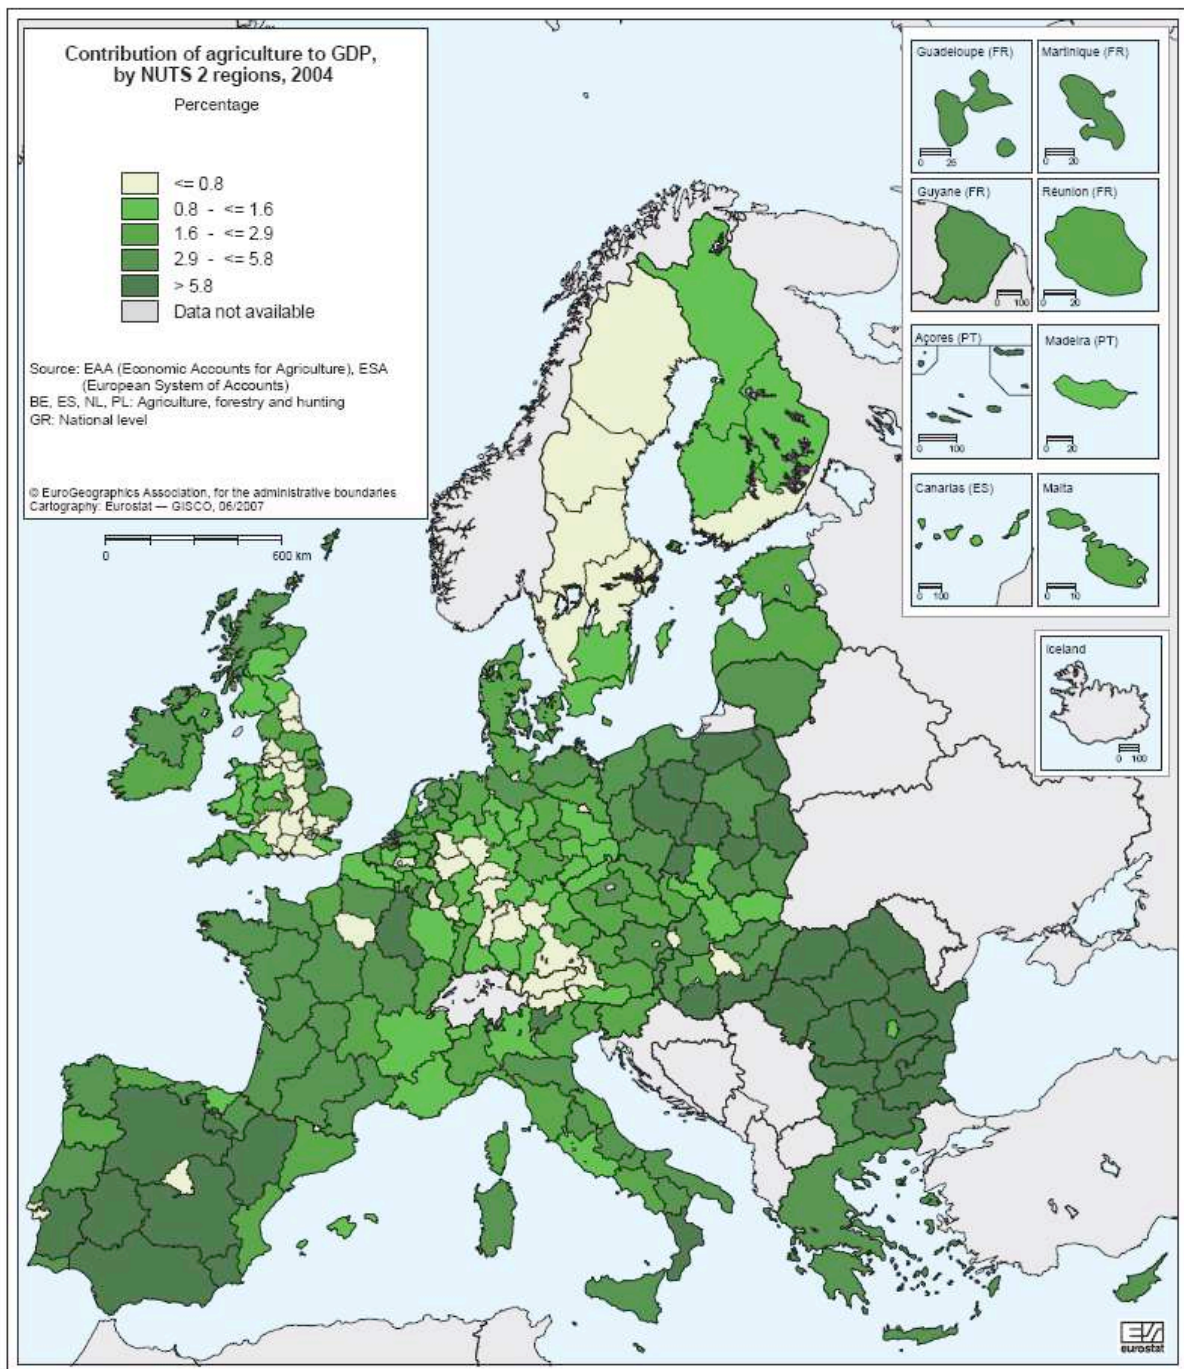 Contribution of agriculture to GDP,
by NUTS 2 regions, 2004
Percentage
<= 0.8
0.8 - <= 1.6
1.6 - <= 2.9
2.9 - <= 5.8
> 5.8
Data not available
Source: EAA (Economic Accounts for Agriculture), ESA
(European System of Accounts)
BE, ES, NL, PL: Agriculture, forestry and hunting
GR: National level
© EuroGeographics Association, for the administrative boundaries
Cartography: Eurostat — GISCO, 06/2007
0 600 km
Guadeloupe (FR)
0 25
Martinique (FR)
0 20
Guyane (FR)
0 100
Réunion (FR)
0 20
Açores (PT)
0 100
Madeira (PT)
0 20
Canarias (ES)
0 100
Malta
0 10
Iceland
0 100
eurostat